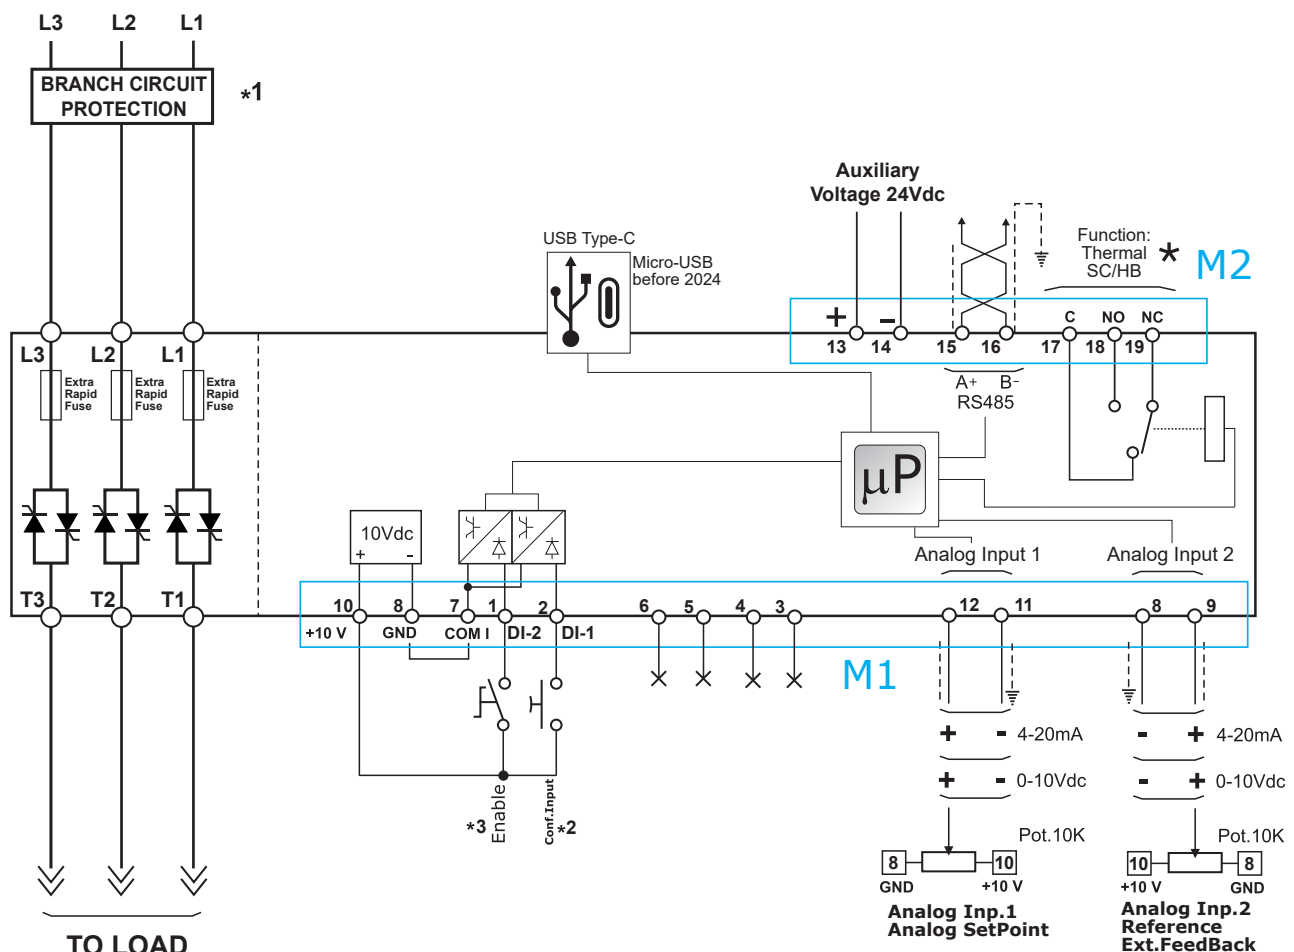 L3 L2 L1
BRANCH CIRCUIT
PROTECTION
*1
Auxiliary
Voltage 24Vdc
USB Type-C
Micro-USB
before 2024
Function:
Thermal
SC/HB
*
M2
+ -
C NO NC
13 14 15 16 17 18 19
A+ B-
RS485
L3 L2 L1
Extra
Rapid
Fuse
Extra
Rapid
Fuse
Extra
Rapid
Fuse
µP
10Vdc
+ -
Analog Input 1
Analog Input 2
T3 T2 T1
10 8 7 1 2 6 5 4 3 12 11 8 9
+10 V GND COM I DI-2 DI-1
M1
+ - 4-20mA
- + 4-20mA
+ - 0-10Vdc
- + 0-10Vdc
*3 Enable
Conf.Input *2
Pot.10K
Pot.10K
8 10
10 8
GND +10 V
+10 V GND
Analog Inp.1
Analog SetPoint
Analog Inp.2
Reference
Ext.FeedBack
TO LOAD